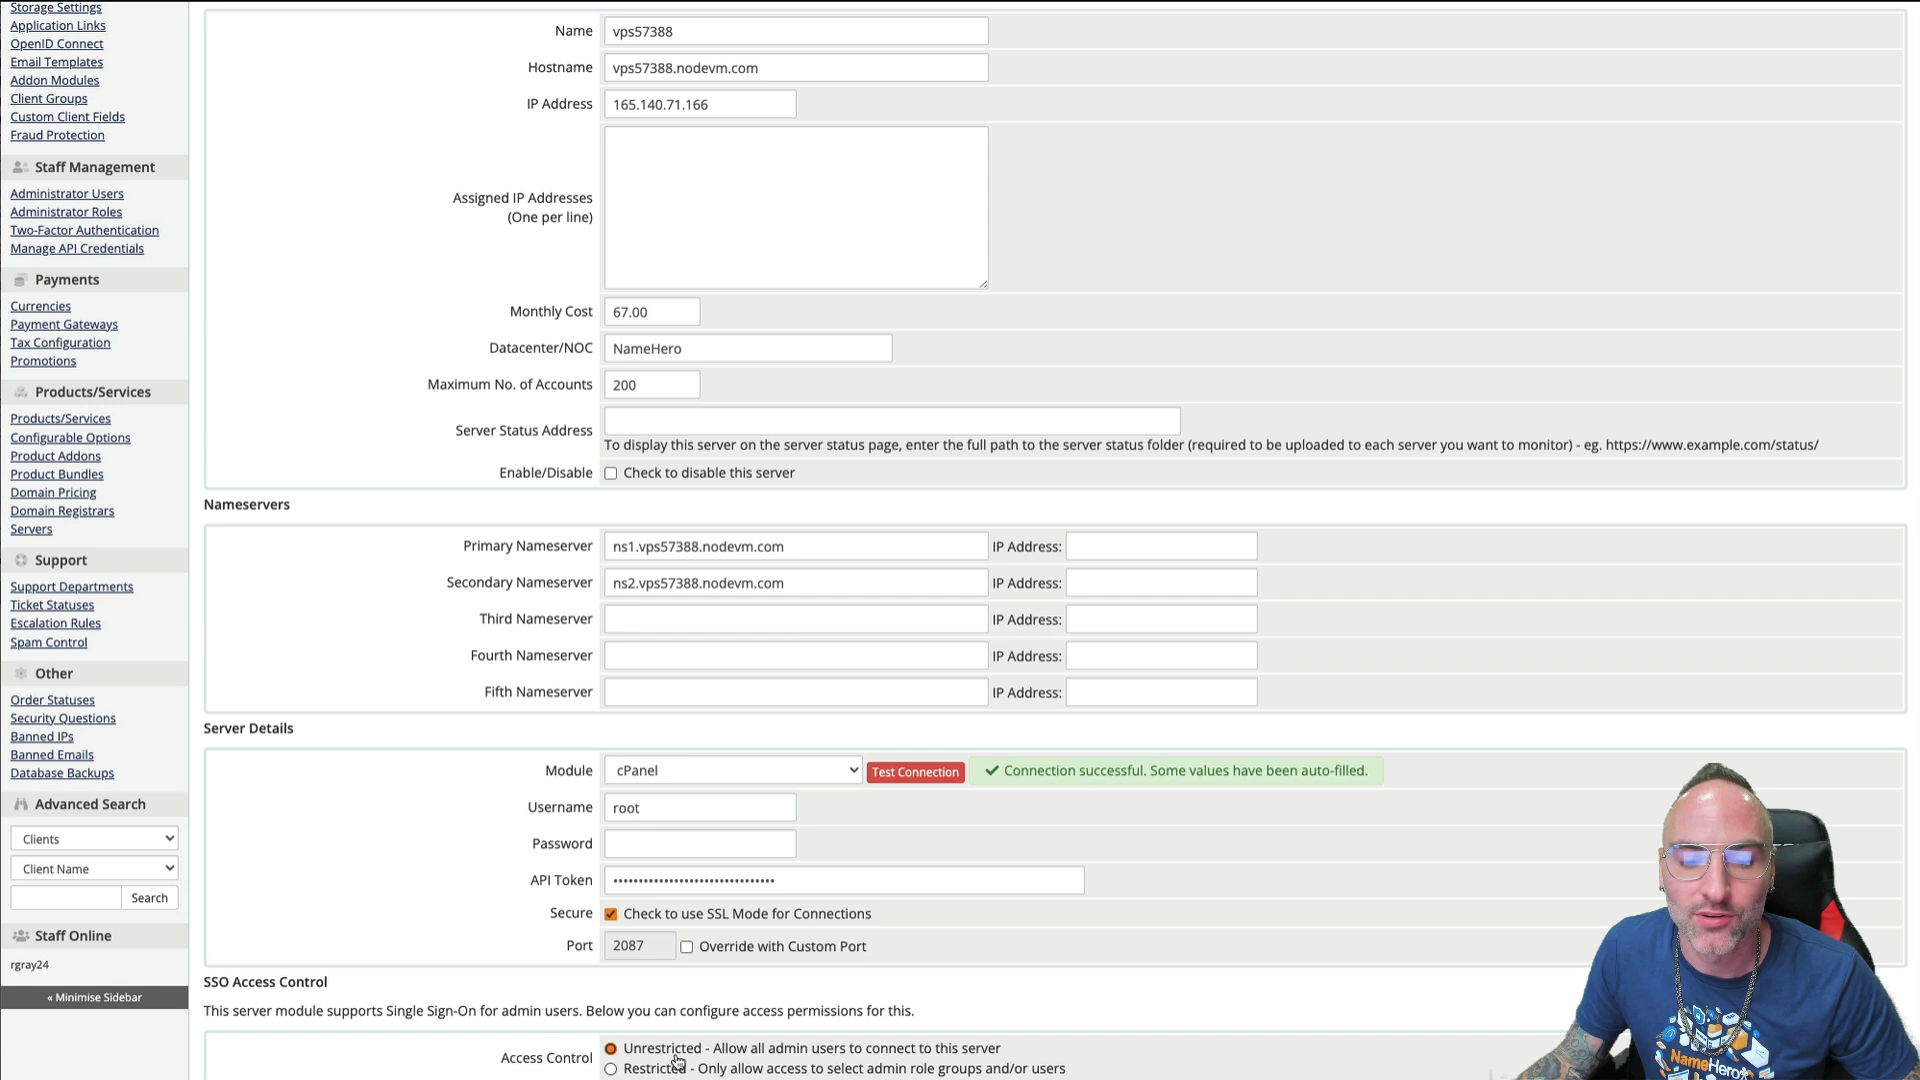 Storage Settings
Application Links
OpenID Connect
Email Templates
Addon Modules
Client Groups
Custom Client Fields
Fraud Protection
Staff Management
Administrator Users
Administrator Roles
Two-Factor Authentication
Manage API Credentials
Payments
Currencies
Payment Gateways
Tax Configuration
Promotions
Products/Services
Products/Services
Configurable Options
Product Addons
Product Bundles
Domain Pricing
Domain Registrars
Servers
Support
Support Departments
Ticket Statuses
Escalation Rules
Spam Control
Other
Order Statuses
Security Questions
Banned IPs
Banned Emails
Database Backups
Advanced Search
Clients
Client Name
Search
Staff Online
rgray24
« Minimise Sidebar
Name vps57388
Hostname vps57388.nodevm.com
IP Address 165.140.71.166
Assigned IP Addresses
(One per line)
Monthly Cost 67.00
Datacenter/NOC NameHero
Maximum No. of Accounts 200
Server Status Address
To display this server on the server status page, enter the full path to the server status folder (required to be uploaded to each server you want to monitor) - eg. https://www.example.com/status/
Enable/Disable Check to disable this server
Nameservers
Primary Nameserver ns1.vps57388.nodevm.com IP Address:
Secondary Nameserver ns2.vps57388.nodevm.com IP Address:
Third Nameserver IP Address:
Fourth Nameserver IP Address:
Fifth Nameserver IP Address:
Server Details
Module cPanel Test Connection Connection successful. Some values have been auto-filled.
Username root
Password
API Token ••••••••••••••••••••••••••••••••
Secure Check to use SSL Mode for Connections
Port 2087 Override with Custom Port
SSO Access Control
This server module supports Single Sign-On for admin users. Below you can configure access permissions for this.
Access Control Unrestricted - Allow all admin users to connect to this server
Restricted - Only allow access to select admin role groups and/or users
NameHero